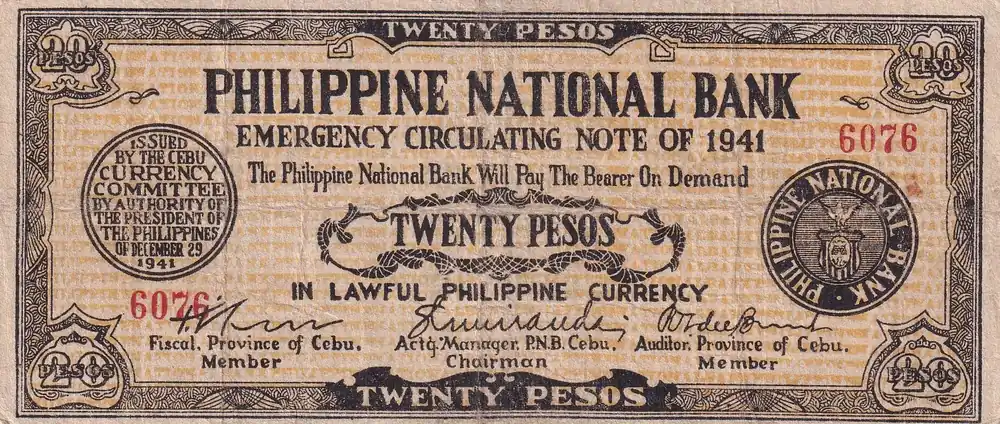 TWENTY PESOS
20 PESOS
20 PESOS
PHILIPPINE NATIONAL BANK
EMERGENCY CIRCULATING NOTE OF 1941
6076
The Philippine National Bank Will Pay The Bearer On Demand
ISSUED
BY THE CEBU
CURRENCY
COMMITTEE
BY AUTHORITY OF
THE PRESIDENT OF
THE PHILIPPINES
OF DECEMBER 29
1941
TWENTY PESOS
PHILIPPINE NATIONAL BANK
IN LAWFUL PHILIPPINE CURRENCY
6076
Fiscal, Province of Cebu.
Member
Actg. Manager, P.N.B. Cebu.
Chairman
Auditor, Province of Cebu.
Member
20 PESOS
20 PESOS
TWENTY PESOS